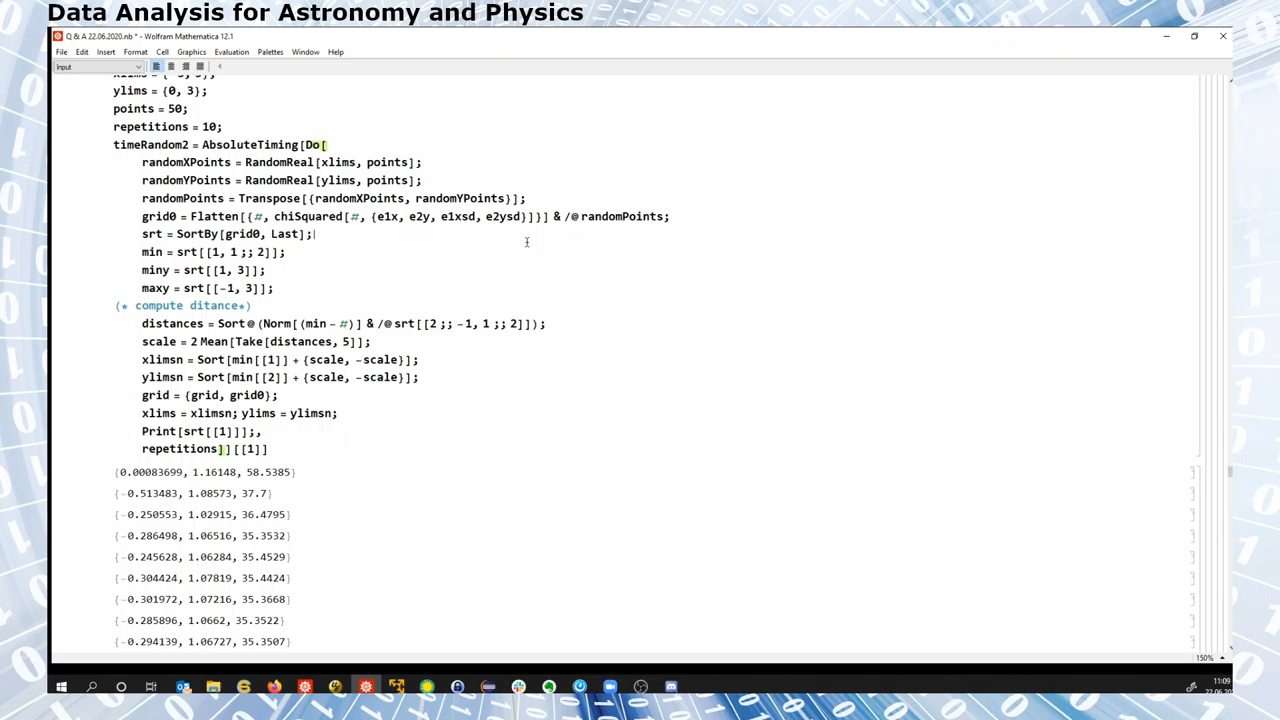 Data Analysis for Astronomy and Physics
Q & A 22.06.2020.nb * - Wolfram Mathematica 12.1
File Edit Insert Format Cell Graphics Evaluation Palettes Window Help
Input
ylims = {0, 3};
points = 50;
repetitions = 10;
timeRandom2 = AbsoluteTiming[Do[
randomXPoints = RandomReal[xlims, points];
randomYPoints = RandomReal[ylims, points];
randomPoints = Transpose[{randomXPoints, randomYPoints}];
grid0 = Flatten[{#, chiSquared[#, {e1x, e2y, e1xsd, e2ysd}]}] & /@ randomPoints;
srt = SortBy[grid0, Last];
min = srt[[1, 1 ;; 2]];
miny = srt[[1, 3]];
maxy = srt[[-1, 3]];
(* compute ditance*)
distances = Sort@(Norm[(min - #)] & /@ srt[[2 ;; -1, 1 ;; 2]]);
scale = 2 Mean[Take[distances, 5]];
xlimsn = Sort[min[[1]] + {scale, -scale}];
ylimsn = Sort[min[[2]] + {scale, -scale}];
grid = {grid, grid0};
xlims = xlimsn; ylims = ylimsn;
Print[srt[[1]]];,
repetitions]][[1]]
{0.00083699, 1.16148, 58.5385}
{-0.513483, 1.08573, 37.7}
{-0.250553, 1.02915, 36.4795}
{-0.286498, 1.06516, 35.3532}
{-0.245628, 1.06284, 35.4529}
{-0.304424, 1.07819, 35.4424}
{-0.301972, 1.07216, 35.3668}
{-0.285896, 1.0662, 35.3522}
{-0.294139, 1.06727, 35.3507}
150%
11:09